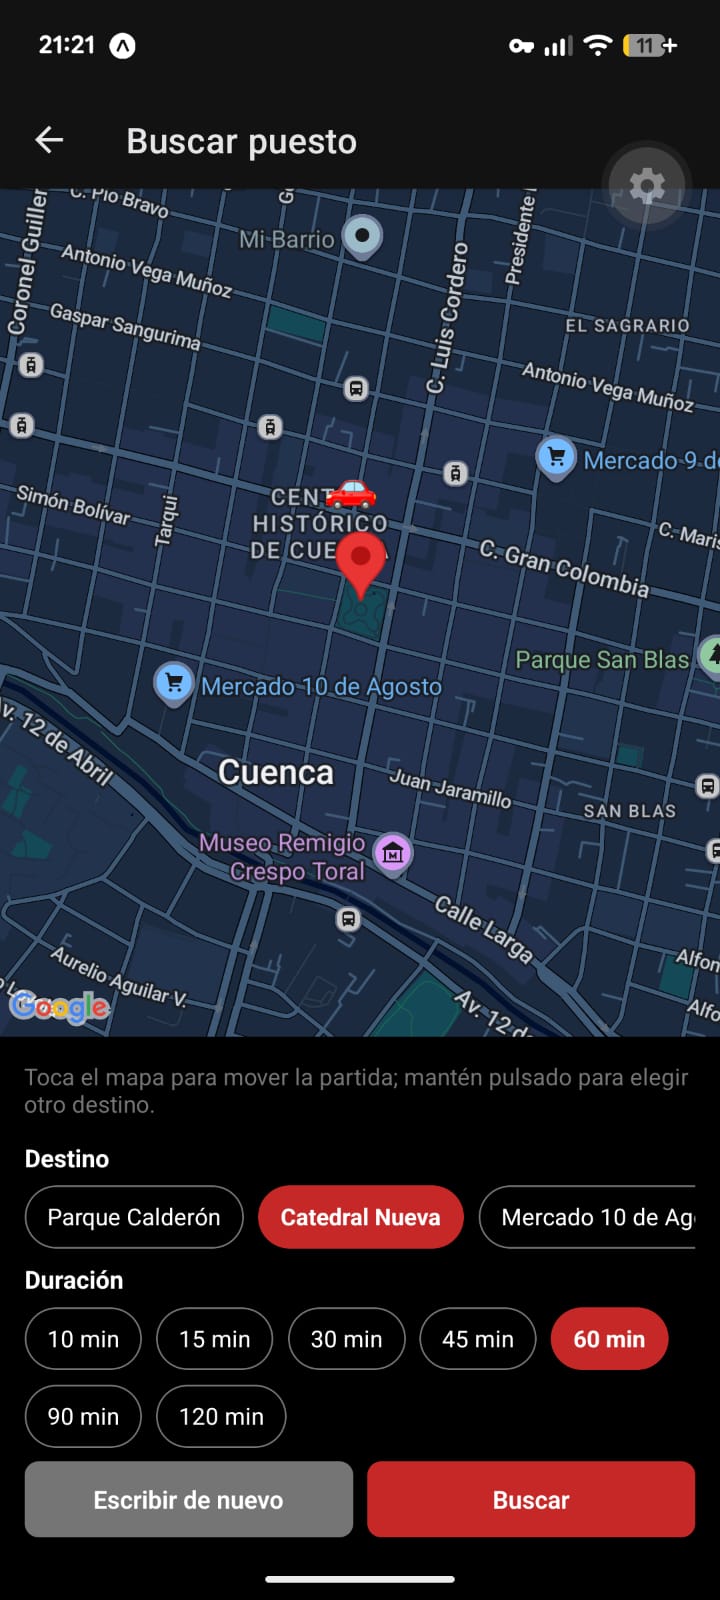 21:21
11+
Buscar puesto
C. Pío Bravo
Coronel Guiller
Mi Barrio
Presidente
Antonio Vega Muñoz
C. Luis Cordero
Gaspar Sangurima
EL SAGRARIO
Antonio Vega Muñoz
Mercado 9 d
Simón Bolívar
Tarqui
CENT
HISTÓRICO
DE CUE
A
C. Maris
C. Gran Colombia
Parque San Blas
Mercado 10 de Agosto
Av. 12 de Abril
Cuenca
Juan Jaramillo
SAN BLAS
Museo Remigio
Crespo Toral
Calle Larga
Aurelio Aguilar V.
Alfon
Google
Av. 12 d
Alfo
Toca el mapa para mover la partida; mantén pulsado para elegir
otro destino.
Destino
Parque Calderón
Catedral Nueva
Mercado 10 de Ag
Duración
10 min
15 min
30 min
45 min
60 min
90 min
120 min
Escribir de nuevo
Buscar